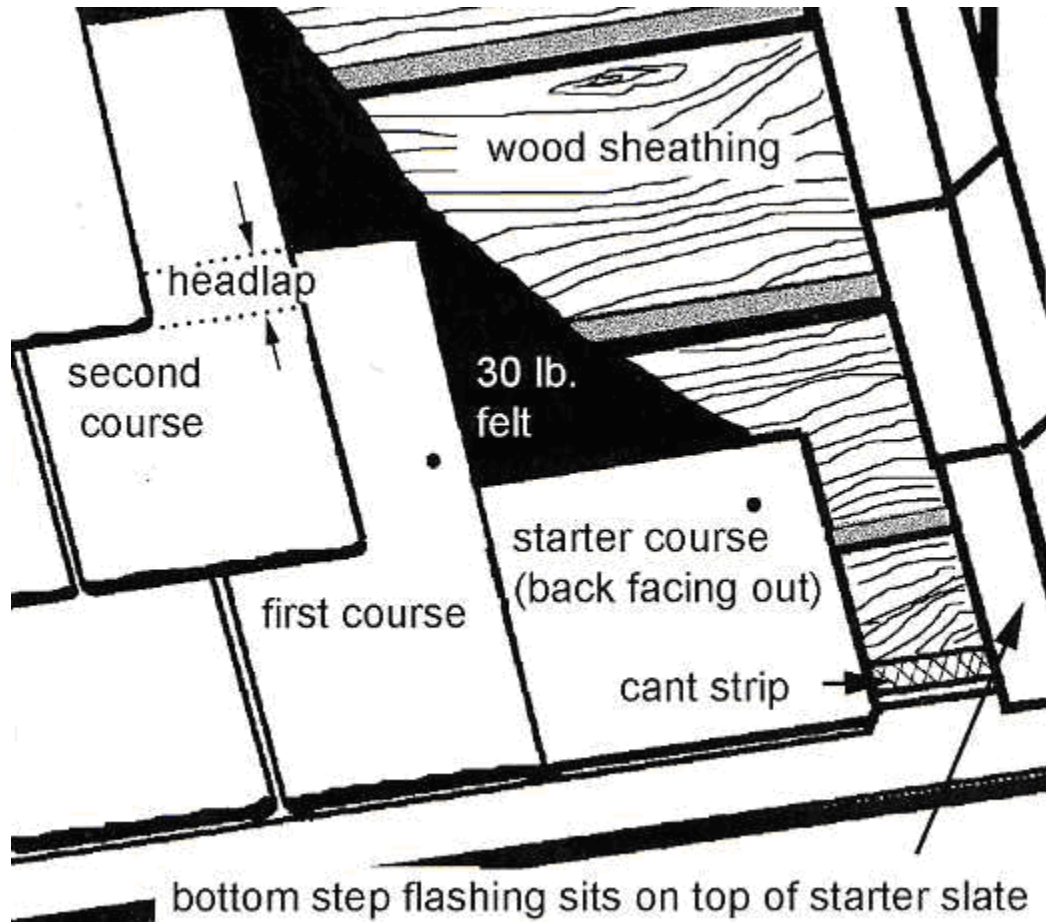 wood sheathing
headlap
second
course
30 lb.
felt
starter course
(back facing out)
first course
cant strip
bottom step flashing sits on top of starter slate